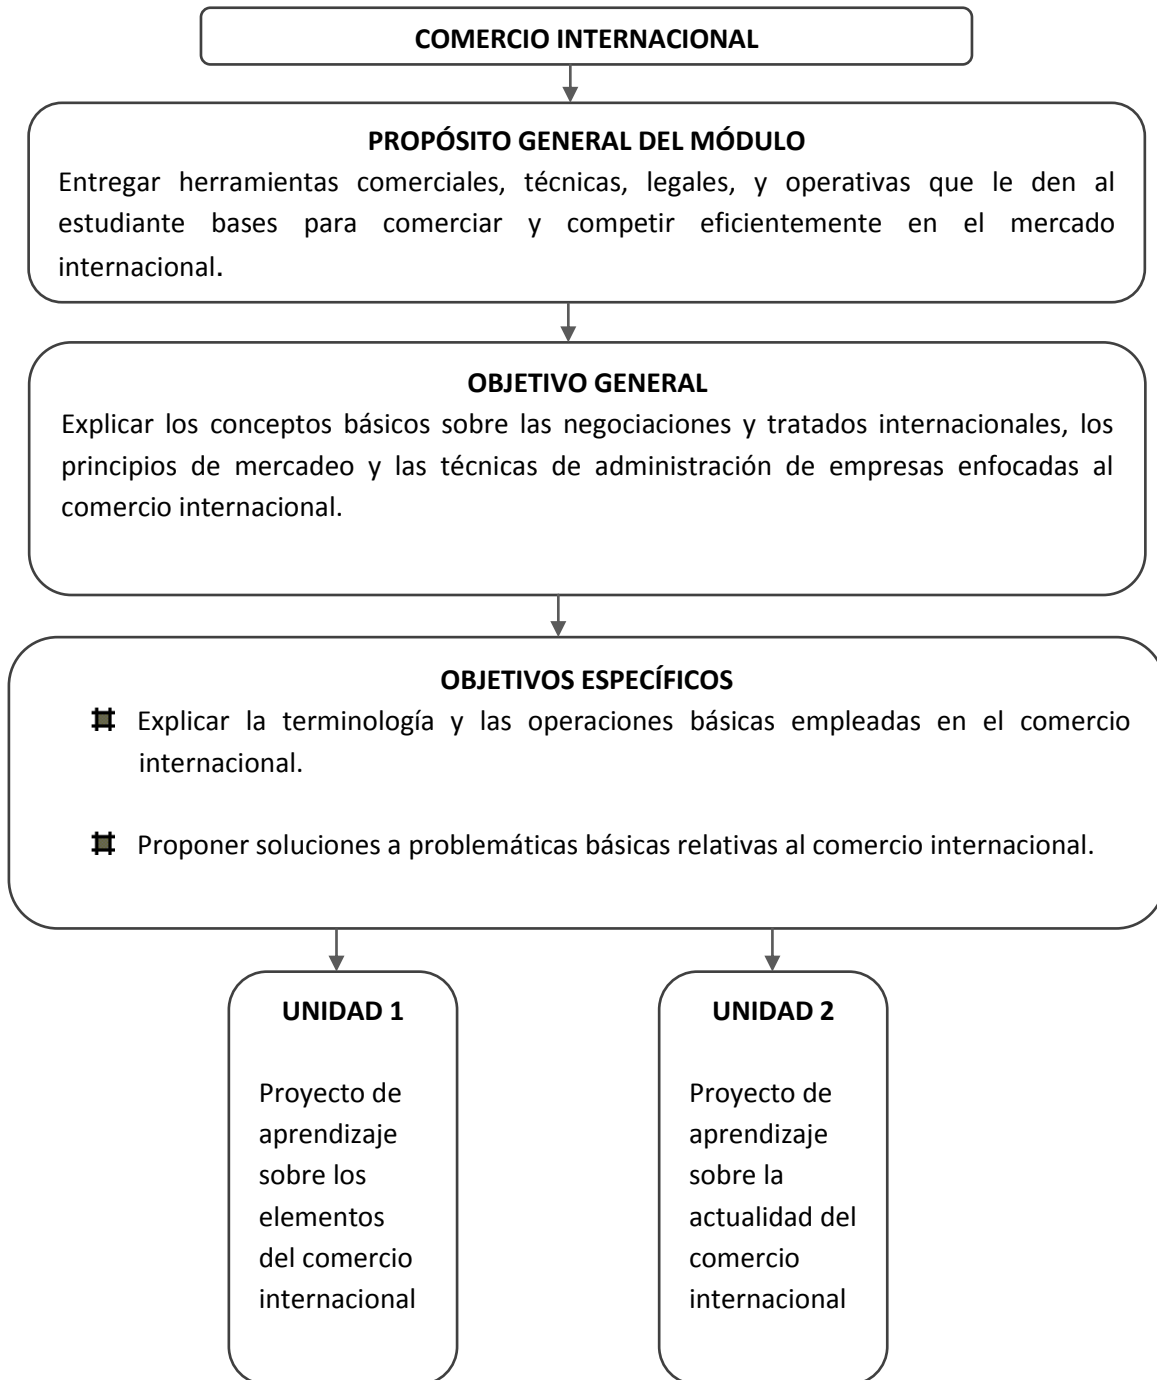 COMERCIO INTERNACIONAL
PROPÓSITO GENERAL DEL MÓDULO
Entregar herramientas comerciales, técnicas, legales, y operativas que le den al
estudiante bases para comerciar y competir eficientemente en el mercado
internacional.
OBJETIVO GENERAL
Explicar los conceptos básicos sobre las negociaciones y tratados internacionales, los
principios de mercadeo y las técnicas de administración de empresas enfocadas al
comercio internacional.
OBJETIVOS ESPECÍFICOS
Explicar la terminología y las operaciones básicas empleadas en el comercio
internacional.
Proponer soluciones a problemáticas básicas relativas al comercio internacional.
UNIDAD 1
Proyecto de
aprendizaje
sobre los
elementos
del comercio
internacional
UNIDAD 2
Proyecto de
aprendizaje
sobre la
actualidad del
comercio
internacional